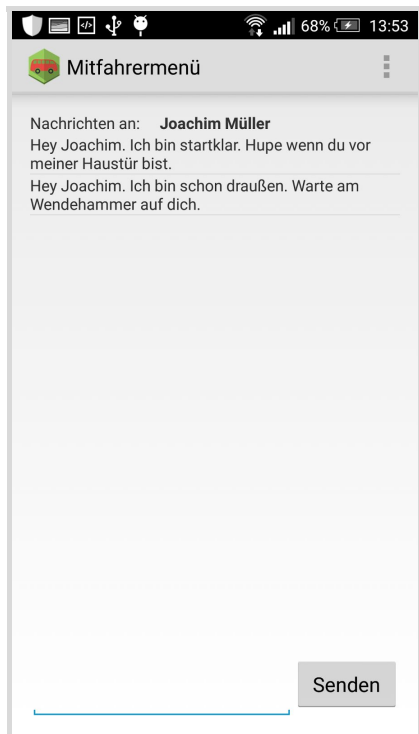 68% 13:53
Mitfahrermenü
Nachrichten an: Joachim Müller
Hey Joachim. Ich bin startklar. Hupe wenn du vor
meiner Haustür bist.
Hey Joachim. Ich bin schon draußen. Warte am
Wendehammer auf dich.
Senden